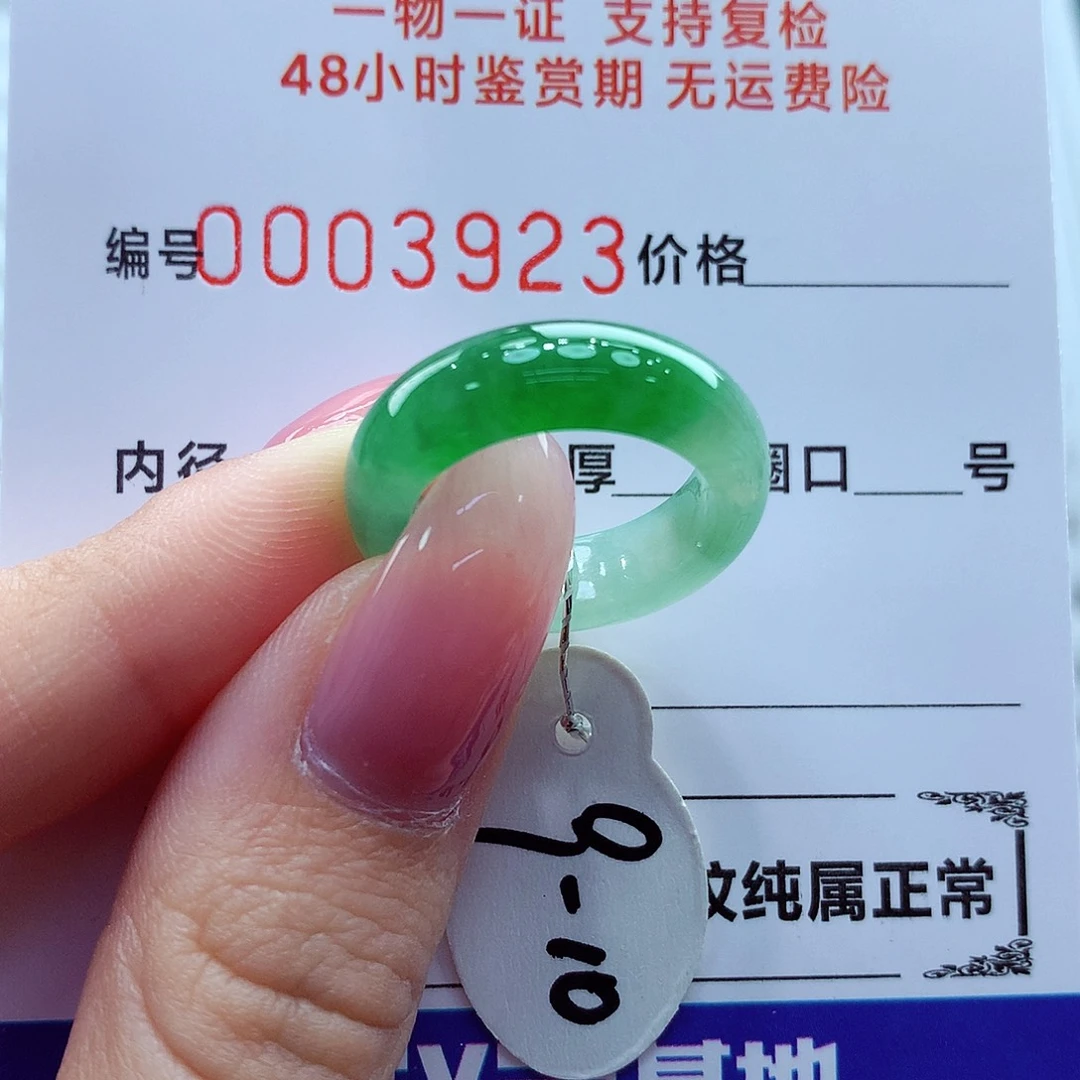 一物一证 支持复检
48小时鉴赏期 无运费险
编号0003923价格
内径 厚 圈口 号
纹纯属正常
9-10
基地